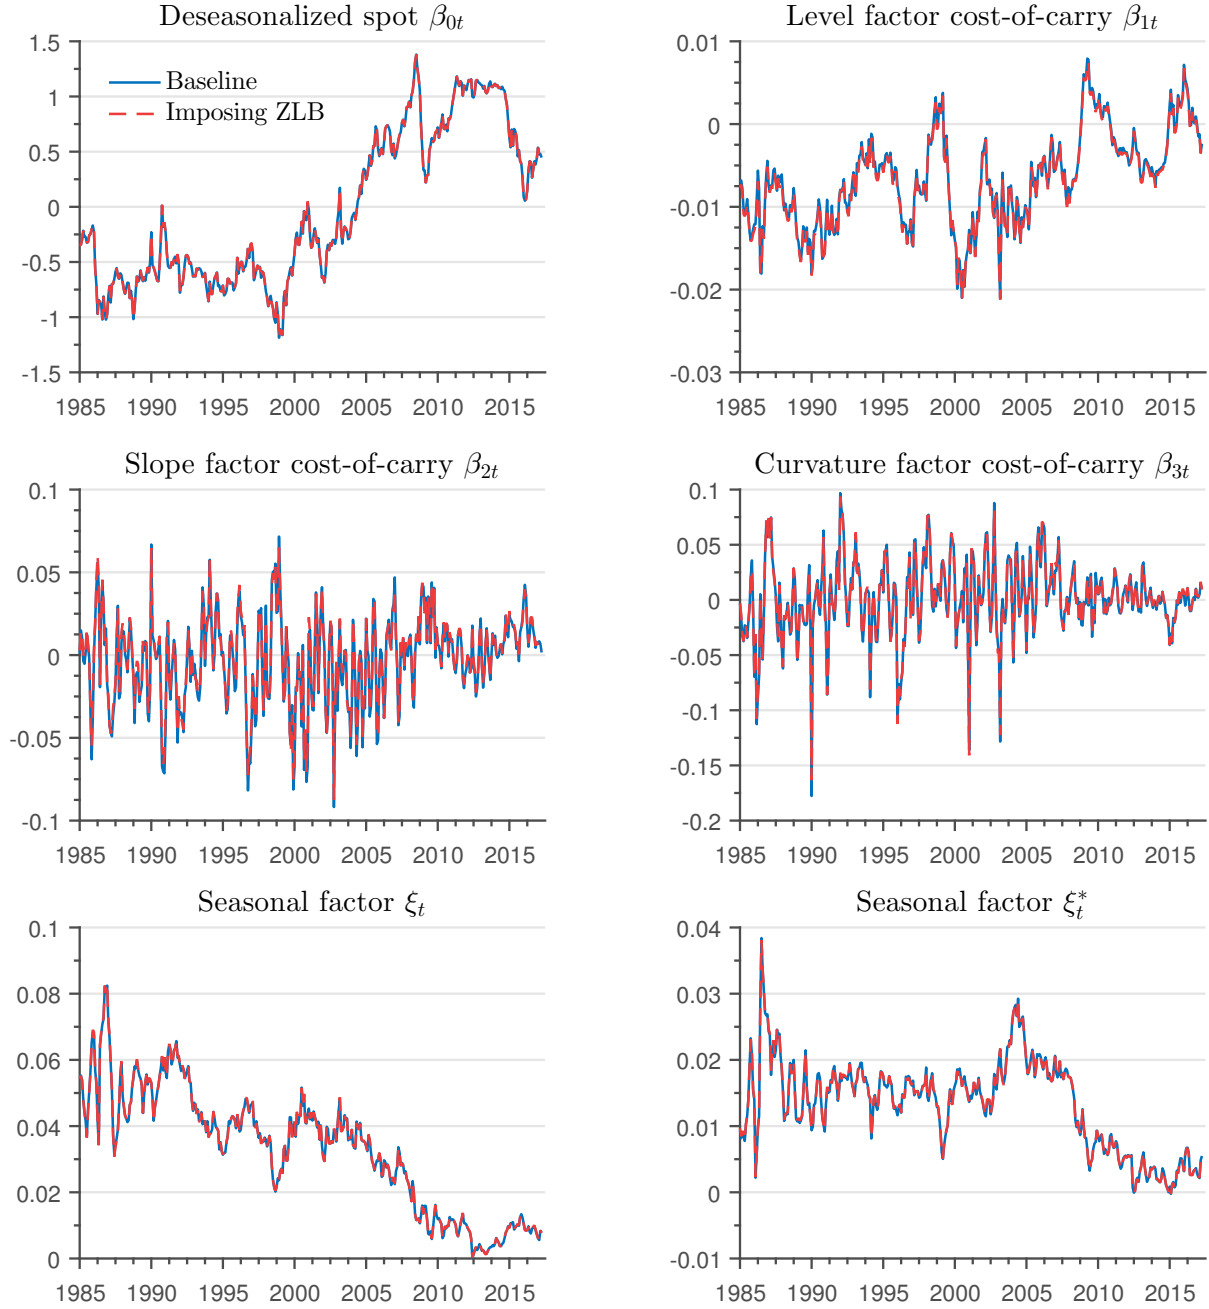 Deseasonalized spot β0t
1.5
1
0.5
0
-0.5
-1
-1.5
Baseline
Imposing ZLB
1985 1990 1995 2000 2005 2010 2015
Level factor cost-of-carry β1t
0.01
0
-0.01
-0.02
-0.03
1985 1990 1995 2000 2005 2010 2015
Slope factor cost-of-carry β2t
0.1
0.05
0
-0.05
-0.1
1985 1990 1995 2000 2005 2010 2015
Curvature factor cost-of-carry β3t
0.1
0.05
0
-0.05
-0.1
-0.15
-0.2
1985 1990 1995 2000 2005 2010 2015
Seasonal factor ξt
0.1
0.08
0.06
0.04
0.02
0
1985 1990 1995 2000 2005 2010 2015
Seasonal factor ξt*
0.04
0.03
0.02
0.01
0
-0.01
1985 1990 1995 2000 2005 2010 2015